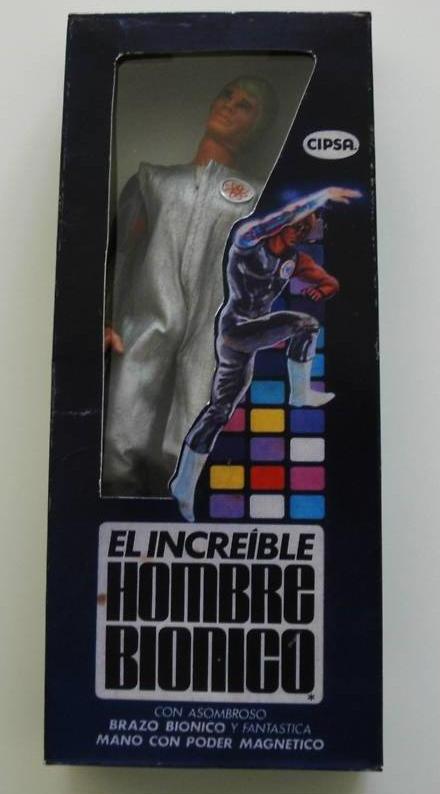 CIPSA.
EL INCREÍBLE
HOMBRE
BIONICO*
CON ASOMBROSO
BRAZO BIONICO Y FANTASTICA
MANO CON PODER MAGNETICO